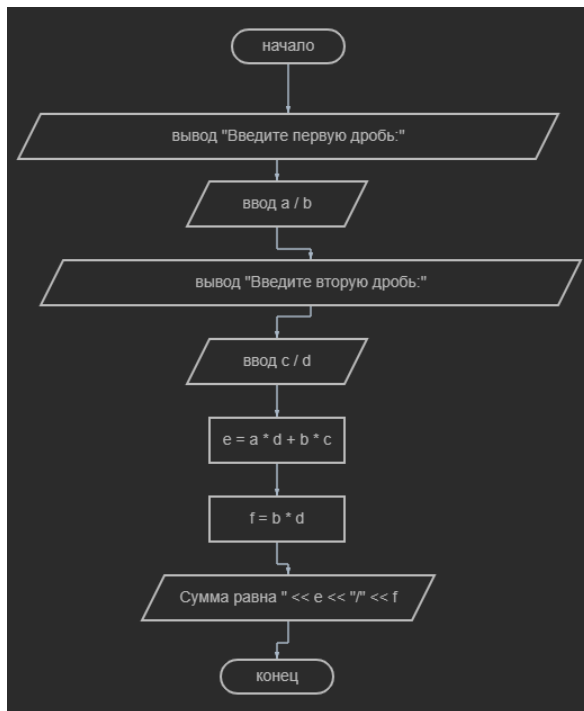 начало
вывод "Введите первую дробь:"
ввод a / b
вывод "Введите вторую дробь:"
ввод c / d
e = a * d + b * c
f = b * d
Сумма равна " << e << "/" << f
конец